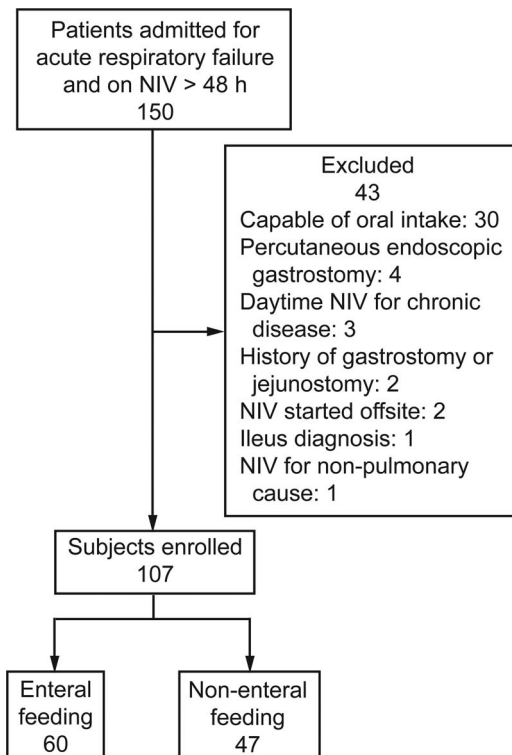 Patients admitted for
acute respiratory failure
and on NIV > 48 h
150
Excluded
43
Capable of oral intake: 30
Percutaneous endoscopic
gastrostomy: 4
Daytime NIV for chronic
disease: 3
History of gastrostomy or
jejunostomy: 2
NIV started offsite: 2
Ileus diagnosis: 1
NIV for non-pulmonary
cause: 1
Subjects enrolled
107
Enteral
feeding
60
Non-enteral
feeding
47